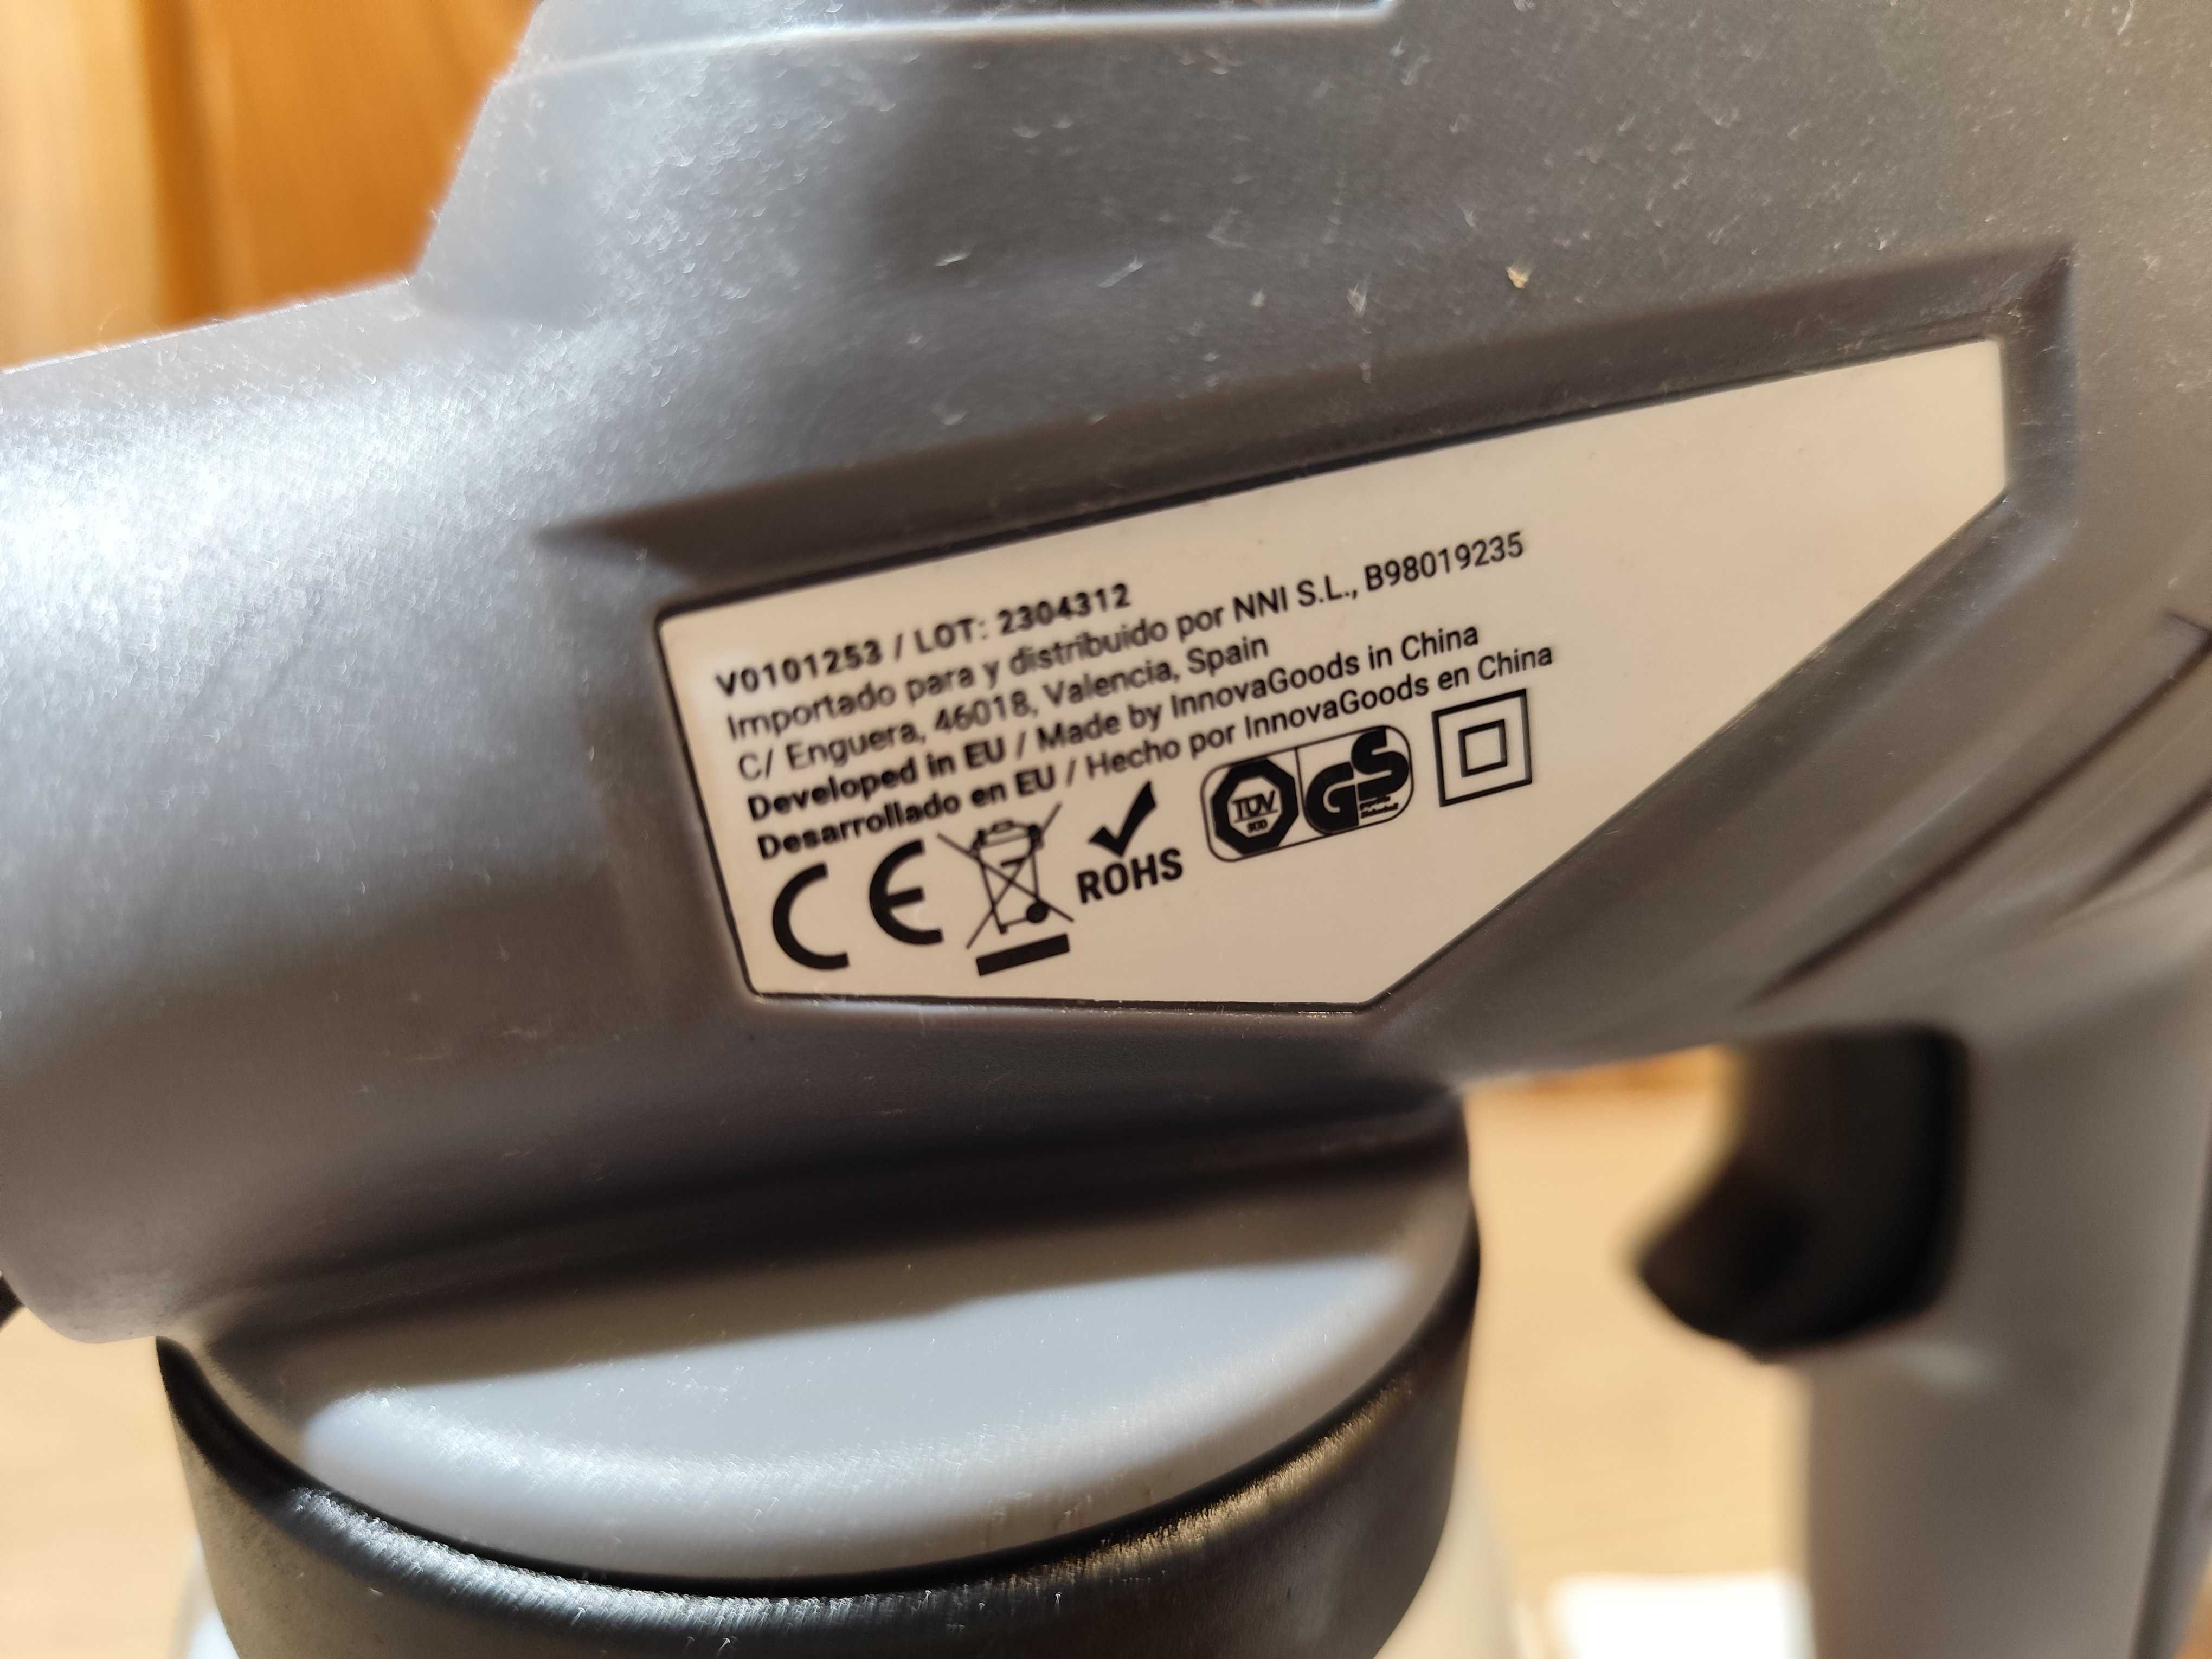 V0101253 / LOT: 2304312
Importado para y distribuido por NNI S.L., B98019235
C/ Enguera, 46018, Valencia, Spain
Developed in EU / Made by InnovaGoods in China
Desarrollado en EU / Hecho por InnovaGoods en China
CE ROHS TÜV SÜD GS